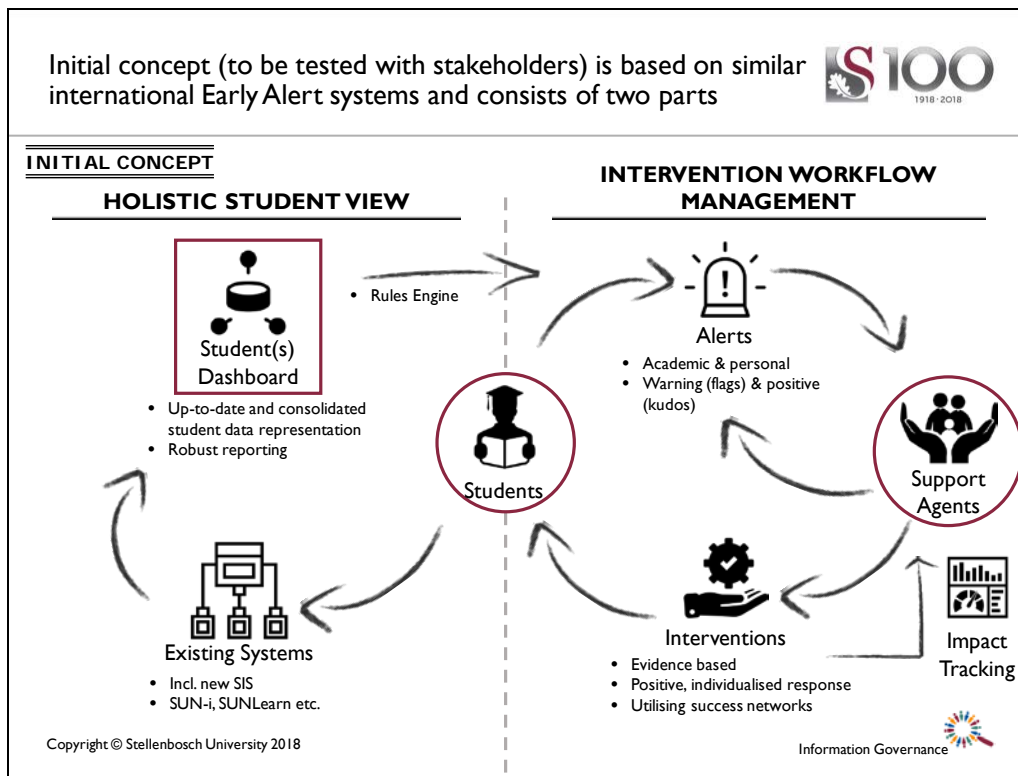 Initial concept (to be tested with stakeholders) is based on similar
international Early Alert systems and consists of two parts
S100
1918·2018
INITIAL CONCEPT
HOLISTIC STUDENT VIEW
Student(s)
Dashboard
• Rules Engine
• Up-to-date and consolidated
student data representation
• Robust reporting
Students
Existing Systems
• Incl. new SIS
• SUN-i, SUNLearn etc.
INTERVENTION WORKFLOW
MANAGEMENT
!
Alerts
• Academic & personal
• Warning (flags) & positive
(kudos)
Support
Agents
Interventions
• Evidence based
• Positive, individualised response
• Utilising success networks
Impact
Tracking
Copyright © Stellenbosch University 2018
Information Governance